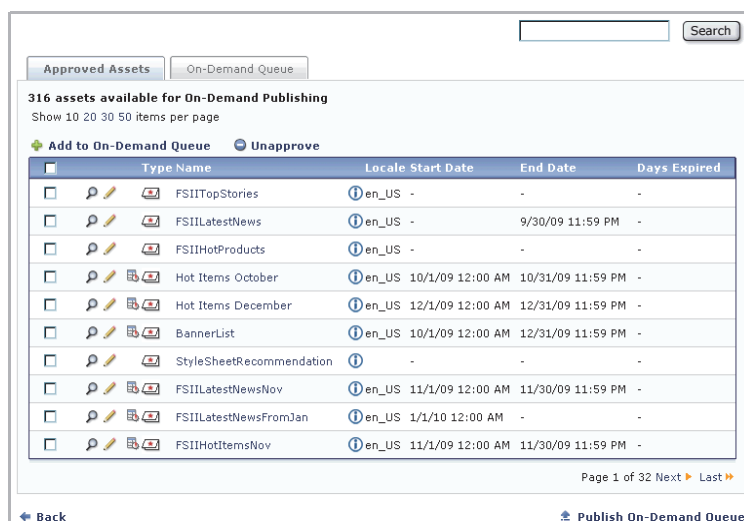 Search
Approved Assets On-Demand Queue
316 assets available for On-Demand Publishing
Show 10 20 30 50 items per page
Add to On-Demand Queue Unapprove
Type Name Locale Start Date End Date Days Expired
FSIITopStories en_US - - -
FSIILatestNews en_US - 9/30/09 11:59 PM -
FSIIHotProducts en_US - - -
Hot Items October en_US 10/1/09 12:00 AM 10/31/09 11:59 PM -
Hot Items December en_US 12/1/09 12:00 AM 12/31/09 11:59 PM -
BannerList en_US 10/1/09 12:00 AM 12/31/09 11:59 PM -
StyleSheetRecommendation - - -
FSIILatestNewsNov en_US 11/1/09 12:00 AM 11/30/09 11:59 PM -
FSIILatestNewsFromJan en_US 1/1/10 12:00 AM - -
FSIIHotItemsNov en_US 11/1/09 12:00 AM 11/30/09 11:59 PM -
Page 1 of 32 Next Last
Back Publish On-Demand Queue